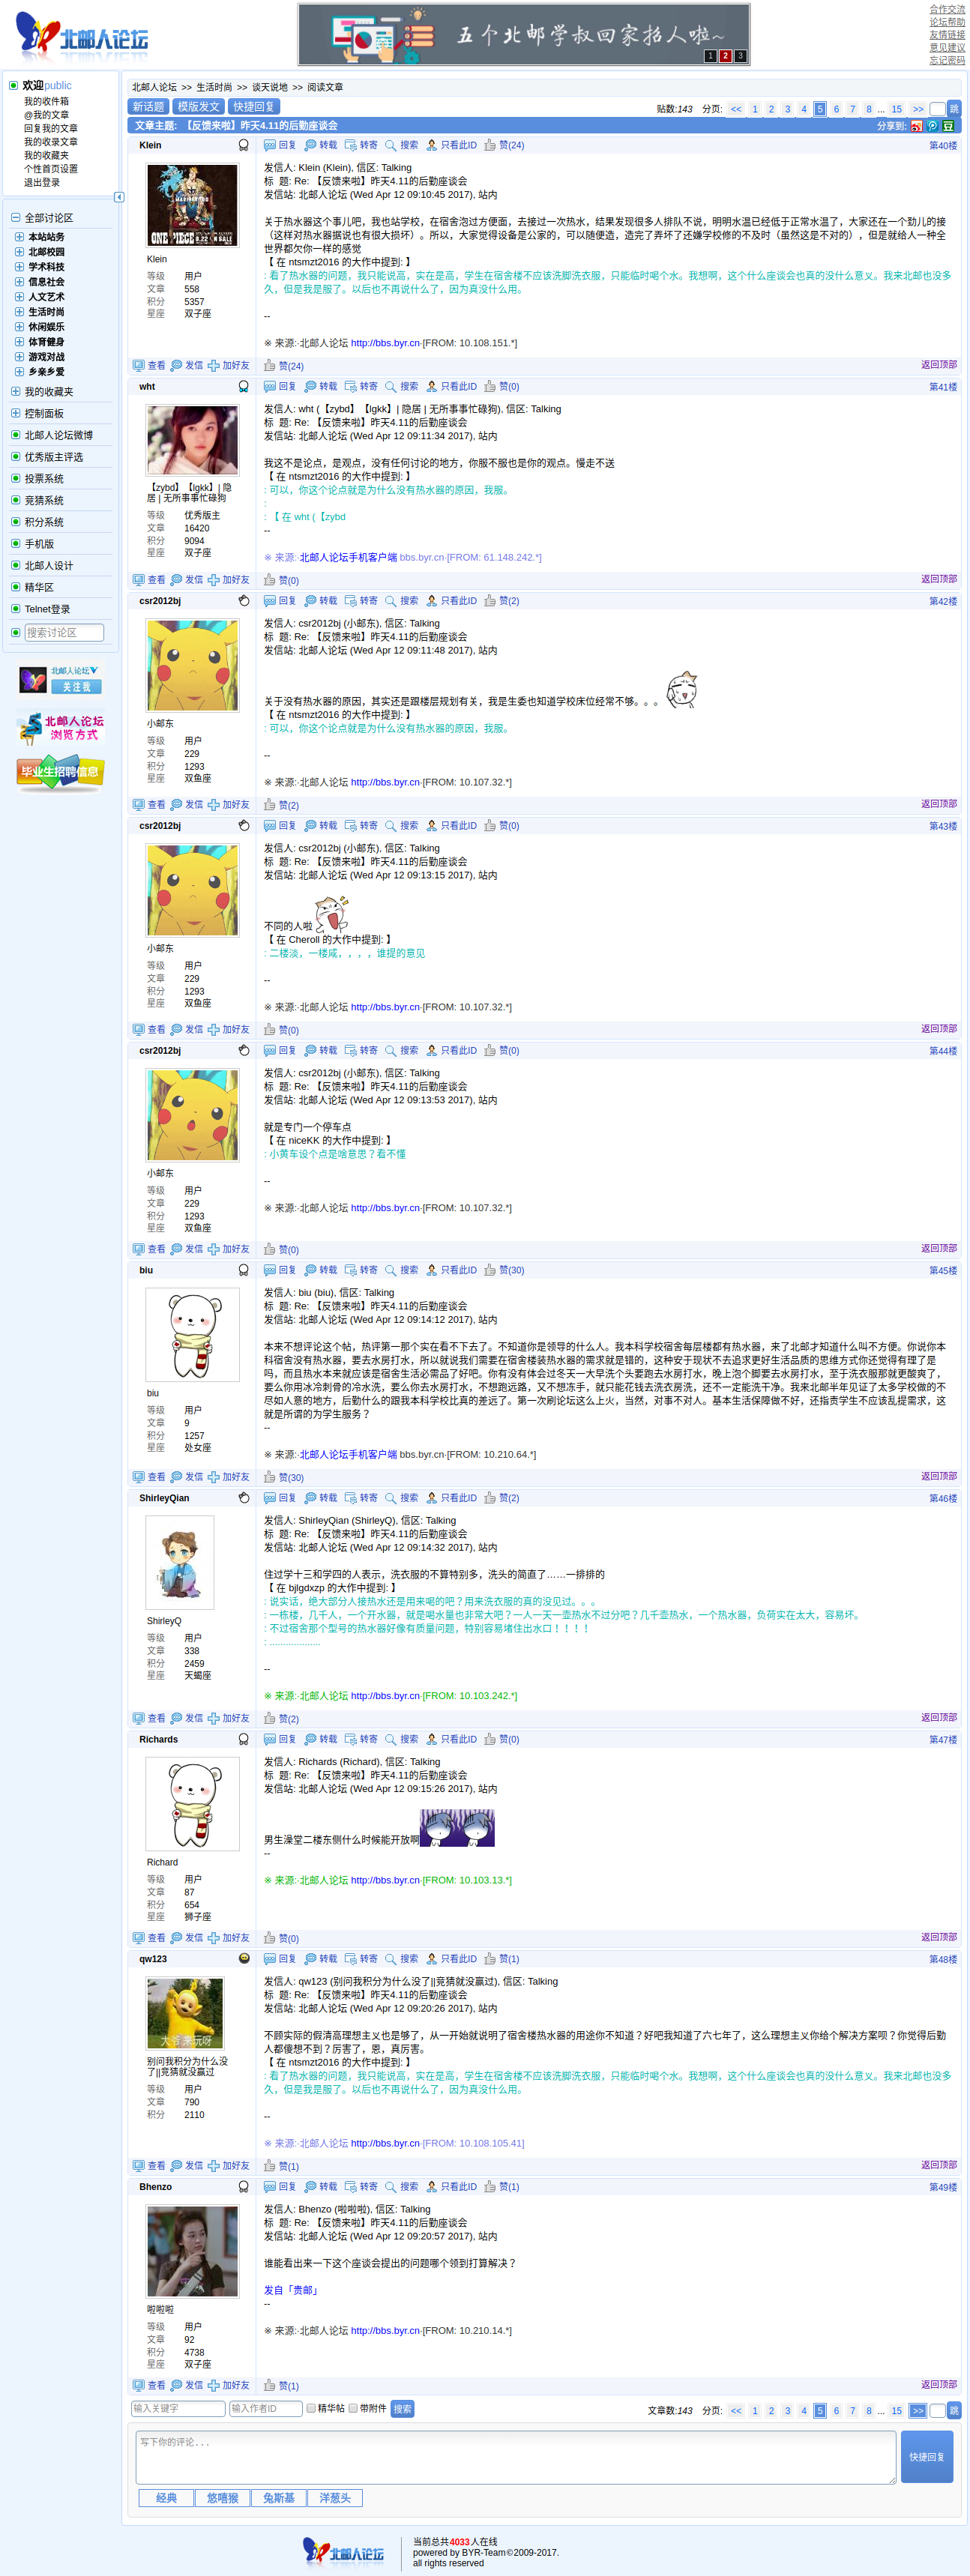 北邮人论坛
五个北邮学叔回家招人啦~
1 2 3
合作交流
论坛帮助
友情链接
意见建议
忘记密码
欢迎public
我的收件箱
@我的文章
回复我的文章
我的收录文章
我的收藏夹
个性首页设置
退出登录
全部讨论区
本站站务
北邮校园
学术科技
信息社会
人文艺术
生活时尚
休闲娱乐
体育健身
游戏对战
乡亲乡爱
我的收藏夹
控制面板
北邮人论坛微博
优秀版主评选
投票系统
竞猜系统
积分系统
手机版
北邮人设计
精华区
Telnet登录
搜索讨论区
北邮人论坛
关注我
北邮人论坛
浏览方式
毕业生招聘信息
北邮人论坛 >> 生活时尚 >> 谈天说地 >> 阅读文章
新话题 模版发文 快捷回复
贴数:143 分页: << 1 2 3 4 5 6 7 8 ... 15 >> 跳
文章主题: 【反馈来啦】昨天4.11的后勤座谈会
分享到:
Klein
回复 转载 转寄 搜索 只看此ID 赞(24)
第40楼
Klein
等级 用户
文章 558
积分 5357
星座 双子座
发信人: Klein (Klein), 信区: Talking
标 题: Re: 【反馈来啦】昨天4.11的后勤座谈会
发信站: 北邮人论坛 (Wed Apr 12 09:10:45 2017), 站内
关于热水器这个事儿吧，我也站学校，在宿舍泡过方便面，去接过一次热水，结果发现很多人排队不说，明明水温已经低于正常水温了，大家还在一个劲儿的接
（这样对热水器据说也有很大损坏）。所以，大家觉得设备是公家的，可以随便造，造完了弄坏了还嫌学校修的不及时（虽然这是不对的），但是就给人一种全
世界都欠你一样的感觉
【 在 ntsmzt2016 的大作中提到: 】
: 看了热水器的问题，我只能说高，实在是高，学生在宿舍楼不应该洗脚洗衣服，只能临时喝个水。我想啊，这个什么座谈会也真的没什么意义。我来北邮也没多
久，但是我是服了。以后也不再说什么了，因为真没什么用。
--
※ 来源:·北邮人论坛 http://bbs.byr.cn·[FROM: 10.108.151.*]
查看 发信 加好友
赞(24)
返回顶部
wht
回复 转载 转寄 搜索 只看此ID 赞(0)
第41楼
【zybd】【lgkk】| 隐
居 | 无所事事忙碌狗
等级 优秀版主
文章 16420
积分 9094
星座 双子座
发信人: wht (【zybd】【lgkk】| 隐居 | 无所事事忙碌狗), 信区: Talking
标 题: Re: 【反馈来啦】昨天4.11的后勤座谈会
发信站: 北邮人论坛 (Wed Apr 12 09:11:34 2017), 站内
我这不是论点，是观点，没有任何讨论的地方，你服不服也是你的观点。慢走不送
【 在 ntsmzt2016 的大作中提到: 】
: 可以，你这个论点就是为什么没有热水器的原因，我服。
:
: 【 在 wht (【zybd
--
※ 来源:·北邮人论坛手机客户端 bbs.byr.cn·[FROM: 61.148.242.*]
查看 发信 加好友
赞(0)
返回顶部
csr2012bj
回复 转载 转寄 搜索 只看此ID 赞(2)
第42楼
小邮东
等级 用户
文章 229
积分 1293
星座 双鱼座
发信人: csr2012bj (小邮东), 信区: Talking
标 题: Re: 【反馈来啦】昨天4.11的后勤座谈会
发信站: 北邮人论坛 (Wed Apr 12 09:11:48 2017), 站内
关于没有热水器的原因，其实还是跟楼层规划有关，我是生委也知道学校床位经常不够。。。
【 在 ntsmzt2016 的大作中提到: 】
: 可以，你这个论点就是为什么没有热水器的原因，我服。
--
※ 来源:·北邮人论坛 http://bbs.byr.cn·[FROM: 10.107.32.*]
查看 发信 加好友
赞(2)
返回顶部
csr2012bj
回复 转载 转寄 搜索 只看此ID 赞(0)
第43楼
小邮东
等级 用户
文章 229
积分 1293
星座 双鱼座
发信人: csr2012bj (小邮东), 信区: Talking
标 题: Re: 【反馈来啦】昨天4.11的后勤座谈会
发信站: 北邮人论坛 (Wed Apr 12 09:13:15 2017), 站内
不同的人啦
【 在 Cheroll 的大作中提到: 】
: 二楼淡，一楼咸，，，，谁提的意见
--
※ 来源:·北邮人论坛 http://bbs.byr.cn·[FROM: 10.107.32.*]
查看 发信 加好友
赞(0)
返回顶部
csr2012bj
回复 转载 转寄 搜索 只看此ID 赞(0)
第44楼
小邮东
等级 用户
文章 229
积分 1293
星座 双鱼座
发信人: csr2012bj (小邮东), 信区: Talking
标 题: Re: 【反馈来啦】昨天4.11的后勤座谈会
发信站: 北邮人论坛 (Wed Apr 12 09:13:53 2017), 站内
就是专门一个停车点
【 在 niceKK 的大作中提到: 】
: 小黄车设个点是啥意思？看不懂
--
※ 来源:·北邮人论坛 http://bbs.byr.cn·[FROM: 10.107.32.*]
查看 发信 加好友
赞(0)
返回顶部
biu
回复 转载 转寄 搜索 只看此ID 赞(30)
第45楼
biu
等级 用户
文章 9
积分 1257
星座 处女座
发信人: biu (biu), 信区: Talking
标 题: Re: 【反馈来啦】昨天4.11的后勤座谈会
发信站: 北邮人论坛 (Wed Apr 12 09:14:12 2017), 站内
本来不想评论这个帖，热评第一那个实在看不下去了。不知道你是领导的什么人。我本科学校宿舍每层楼都有热水器，来了北邮才知道什么叫不方便。你说你本
科宿舍没有热水器，要去水房打水，所以就说我们需要在宿舍楼装热水器的需求就是错的，这种安于现状不去追求更好生活品质的思维方式你还觉得有理了是
吗，而且热水本来就应该是宿舍生活必需品了好吧。你有没有体会过冬天一大早洗个头要跑去水房打水，晚上泡个脚要去水房打水，至于洗衣服那就更酸爽了，
要么你用冰冷刺骨的冷水洗，要么你去水房打水，不想跑远路，又不想冻手，就只能花钱去洗衣房洗，还不一定能洗干净。我来北邮半年见证了太多学校做的不
尽如人意的地方，后勤什么的跟我本科学校比真的差远了。第一次刷论坛这么上火，当然，对事不对人。基本生活保障做不好，还指责学生不应该乱提需求，这
就是所谓的为学生服务？
--
※ 来源:·北邮人论坛手机客户端 bbs.byr.cn·[FROM: 10.210.64.*]
查看 发信 加好友
赞(30)
返回顶部
ShirleyQian
回复 转载 转寄 搜索 只看此ID 赞(2)
第46楼
ShirleyQ
等级 用户
文章 338
积分 2459
星座 天蝎座
发信人: ShirleyQian (ShirleyQ), 信区: Talking
标 题: Re: 【反馈来啦】昨天4.11的后勤座谈会
发信站: 北邮人论坛 (Wed Apr 12 09:14:32 2017), 站内
住过学十三和学四的人表示，洗衣服的不算特别多，洗头的简直了……一排排的
【 在 bjlgdxzp 的大作中提到: 】
: 说实话，绝大部分人接热水还是用来喝的吧？用来洗衣服的真的没见过。。。
: 一栋楼，几千人，一个开水器，就是喝水量也非常大吧？一人一天一壶热水不过分吧？几千壶热水，一个热水器，负荷实在太大，容易坏。
: 不过宿舍那个型号的热水器好像有质量问题，特别容易堵住出水口！！！！
: ...................
--
※ 来源:·北邮人论坛 http://bbs.byr.cn·[FROM: 10.103.242.*]
查看 发信 加好友
赞(2)
返回顶部
Richards
回复 转载 转寄 搜索 只看此ID 赞(0)
第47楼
Richard
等级 用户
文章 87
积分 654
星座 狮子座
发信人: Richards (Richard), 信区: Talking
标 题: Re: 【反馈来啦】昨天4.11的后勤座谈会
发信站: 北邮人论坛 (Wed Apr 12 09:15:26 2017), 站内
男生澡堂二楼东侧什么时候能开放啊
--
※ 来源:·北邮人论坛 http://bbs.byr.cn·[FROM: 10.103.13.*]
查看 发信 加好友
赞(0)
返回顶部
qw123
回复 转载 转寄 搜索 只看此ID 赞(1)
第48楼
大爷 来玩呀
别问我积分为什么没
了||竞猜就没赢过
等级 用户
文章 790
积分 2110
发信人: qw123 (别问我积分为什么没了||竞猜就没赢过), 信区: Talking
标 题: Re: 【反馈来啦】昨天4.11的后勤座谈会
发信站: 北邮人论坛 (Wed Apr 12 09:20:26 2017), 站内
不顾实际的假清高理想主义也是够了，从一开始就说明了宿舍楼热水器的用途你不知道？好吧我知道了六七年了，这么理想主义你给个解决方案呗？你觉得后勤
人都傻想不到？厉害了，恩，真厉害。
【 在 ntsmzt2016 的大作中提到: 】
: 看了热水器的问题，我只能说高，实在是高，学生在宿舍楼不应该洗脚洗衣服，只能临时喝个水。我想啊，这个什么座谈会也真的没什么意义。我来北邮也没多
久，但是我是服了。以后也不再说什么了，因为真没什么用。
--
※ 来源:·北邮人论坛 http://bbs.byr.cn·[FROM: 10.108.105.41]
查看 发信 加好友
赞(1)
返回顶部
Bhenzo
回复 转载 转寄 搜索 只看此ID 赞(1)
第49楼
啦啦啦
等级 用户
文章 92
积分 4738
星座 双子座
发信人: Bhenzo (啦啦啦), 信区: Talking
标 题: Re: 【反馈来啦】昨天4.11的后勤座谈会
发信站: 北邮人论坛 (Wed Apr 12 09:20:57 2017), 站内
谁能看出来一下这个座谈会提出的问题哪个领到打算解决？
发自「贵邮」
--
※ 来源:·北邮人论坛 http://bbs.byr.cn·[FROM: 10.210.14.*]
查看 发信 加好友
赞(1)
返回顶部
输入关键字 输入作者ID 精华帖 带附件 搜索
文章数:143 分页: << 1 2 3 4 5 6 7 8 ... 15 >> 跳
写下你的评论...
快捷回复
经典 悠嘻猴 兔斯基 洋葱头
北邮人论坛
当前总共4033人在线
powered by BYR-Team©2009-2017.
all rights reserved